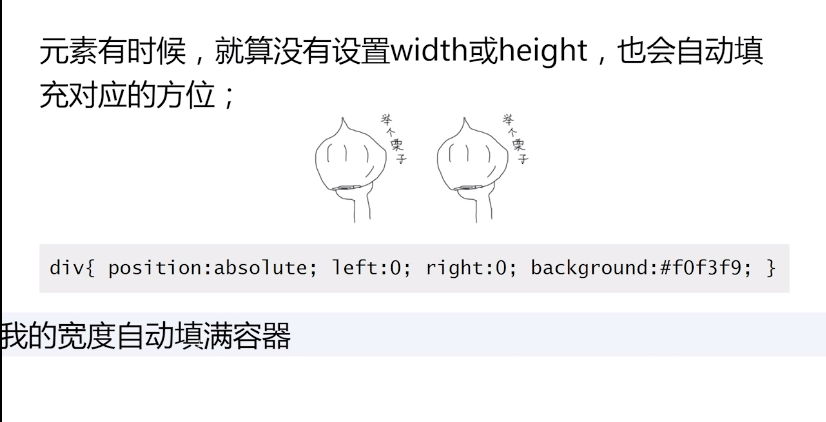 元素有时候，就算没有设置width或height，也会自动填
充对应的方位；
举个栗子
举个栗子
div{ position:absolute; left:0; right:0; background:#f0f3f9; }
我的宽度自动填满容器